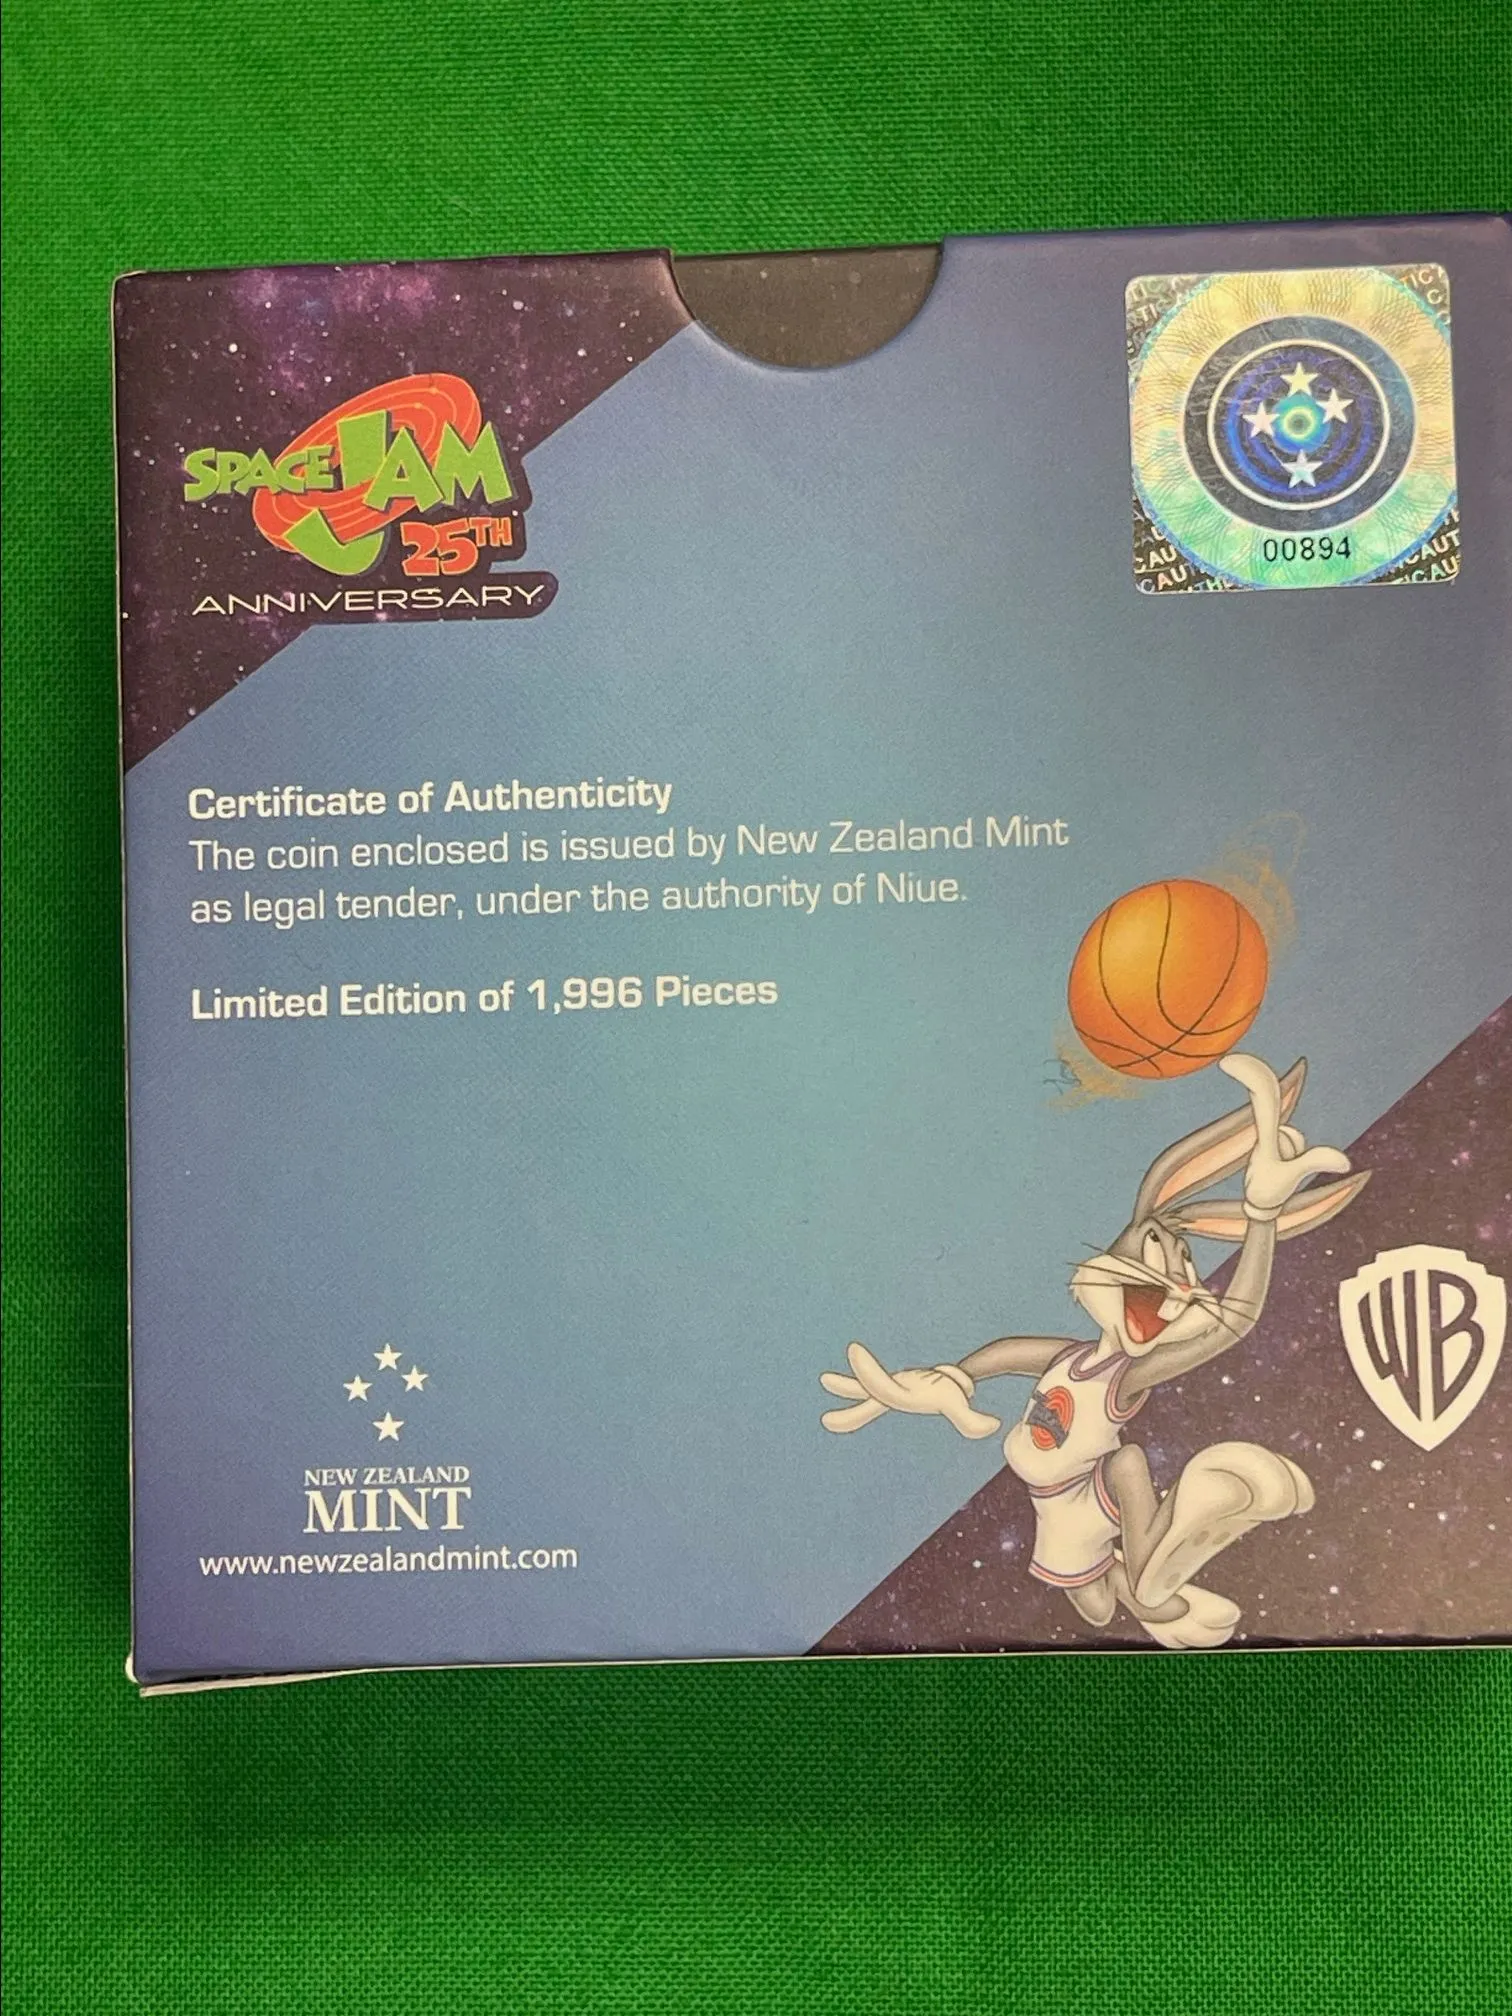 SPACE JAM
25TH
ANNIVERSARY
00894
Certificate of Authenticity
The coin enclosed is issued by New Zealand Mint
as legal tender, under the authority of Niue.
Limited Edition of 1,996 Pieces
WB
NEW ZEALAND
MINT
www.newzealandmint.com